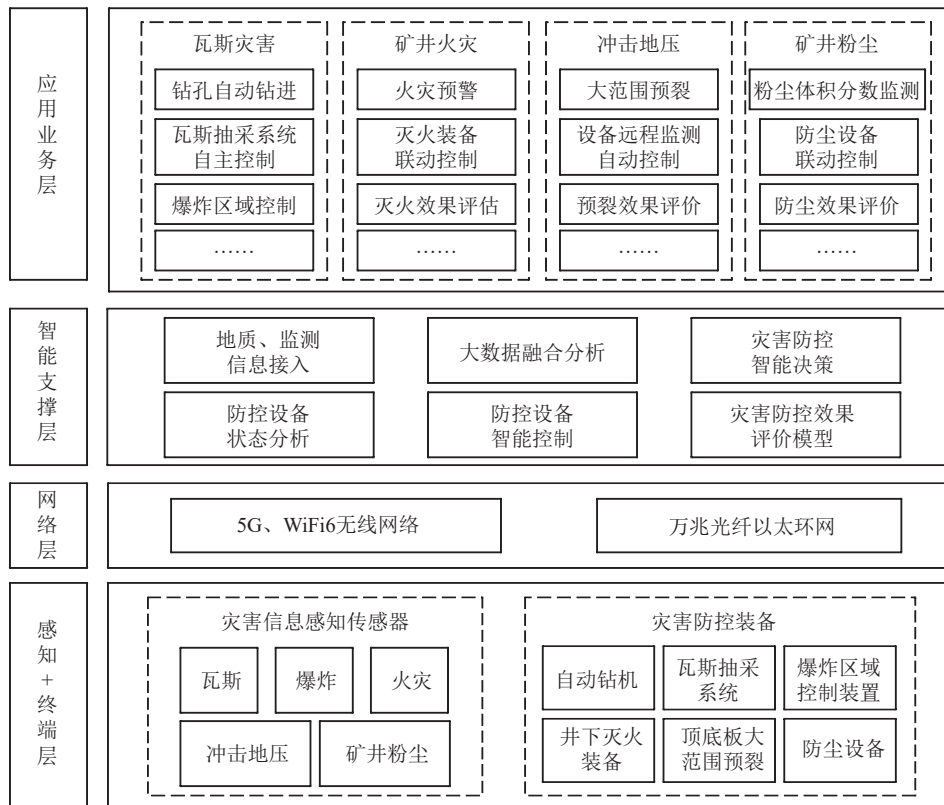 应用业务层
瓦斯灾害
钻孔自动钻进
瓦斯抽采系统
自主控制
爆炸区域控制
……
矿井火灾
火灾预警
灭火装备
联动控制
灭火效果评估
……
冲击地压
大范围预裂
设备远程监测
自动控制
预裂效果评价
……
矿井粉尘
粉尘体积分数监测
防尘设备
联动控制
防尘效果评价
……
智能支撑层
地质、监测
信息接入
大数据融合分析
灾害防控
智能决策
防控设备
状态分析
防控设备
智能控制
灾害防控效果
评价模型
网络层
5G、WiFi6无线网络
万兆光纤以太环网
感知+终端层
灾害信息感知传感器
瓦斯
爆炸
火灾
冲击地压
矿井粉尘
灾害防控装备
自动钻机
瓦斯抽采
系统
爆炸区域
控制装置
井下灭火
装备
顶底板大
范围预裂
防尘设备